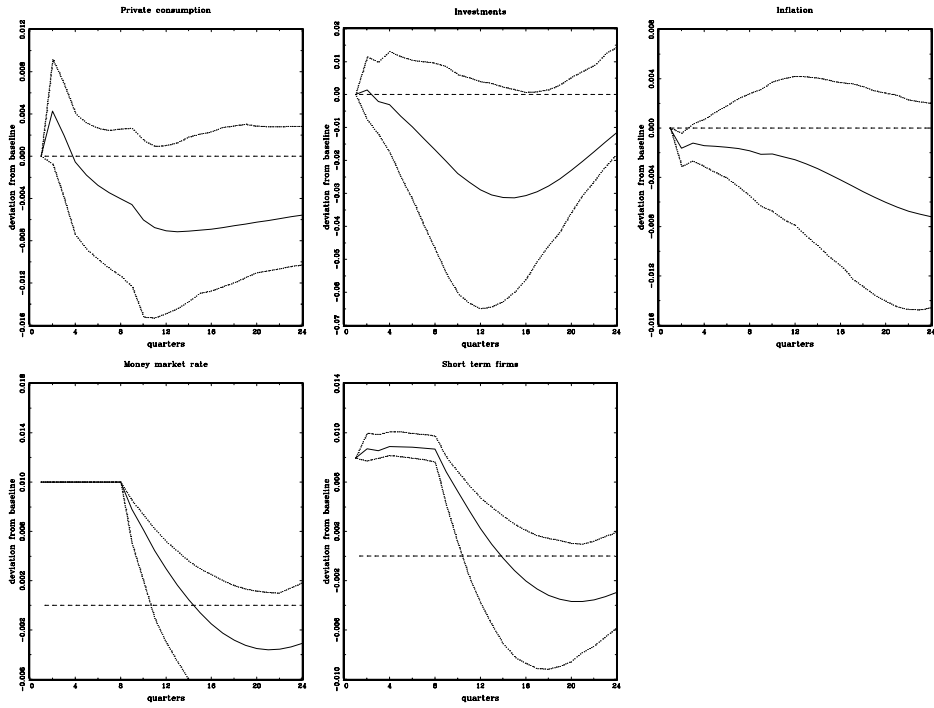 Private consumption
deviation from baseline
0.012
0.008
0.004
0.000
-0.004
-0.008
-0.012
-0.016
0 4 8 12 16 20 24
quarters
Investments
deviation from baseline
0.02
0.01
0.00
-0.01
-0.02
-0.03
-0.04
-0.05
-0.06
-0.07
0 4 8 12 16 20 24
quarters
Inflation
deviation from baseline
0.008
0.004
0.000
-0.004
-0.008
-0.012
-0.016
0 4 8 12 16 20 24
quarters
Money market rate
deviation from baseline
0.018
0.014
0.010
0.006
0.002
-0.002
-0.006
0 4 8 12 16 20 24
quarters
Short term firms
deviation from baseline
0.014
0.010
0.006
0.002
-0.002
-0.006
-0.010
0 4 8 12 16 20 24
quarters